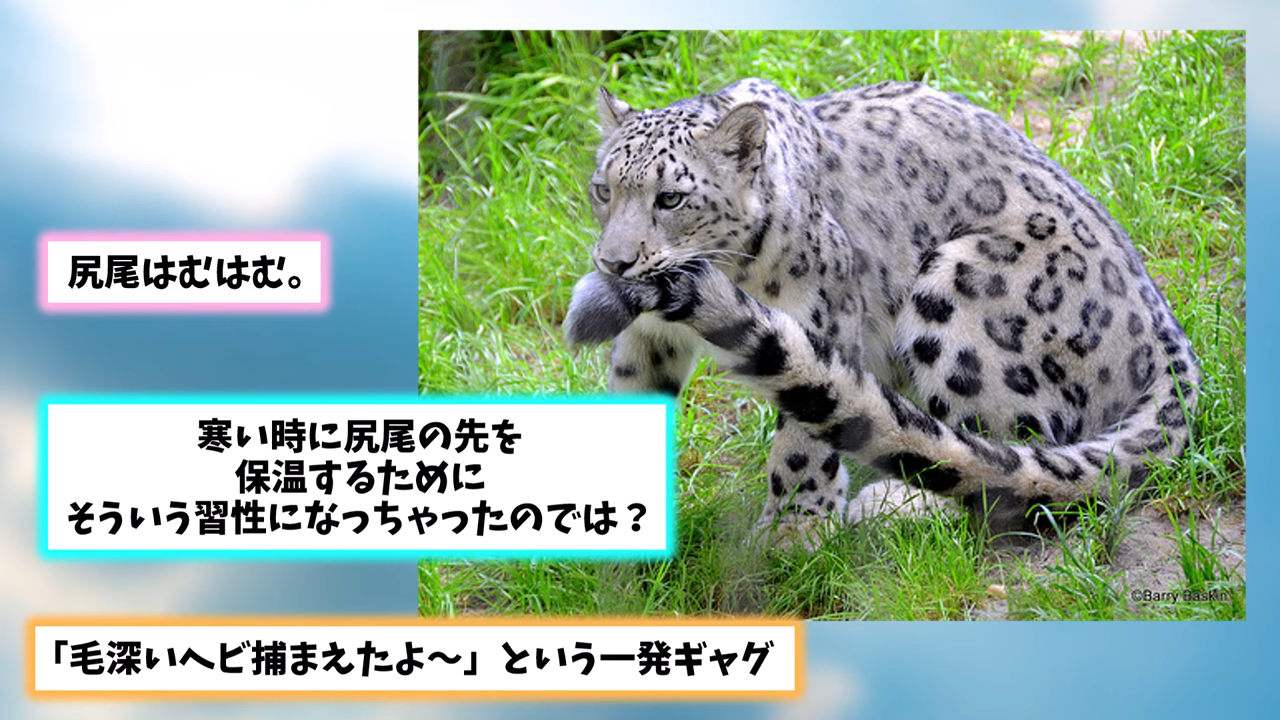 尻尾はむはむ。
寒い時に尻尾の先を
保温するために
そういう習性になっちゃったのでは？
©Barry Baskin
「毛深いヘビ捕まえたよ～」という一発ギャグ